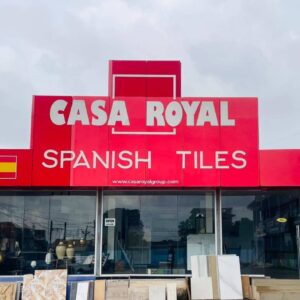 CASA ROYAL
SPANISH TILES
www.casaroyalgroup.com